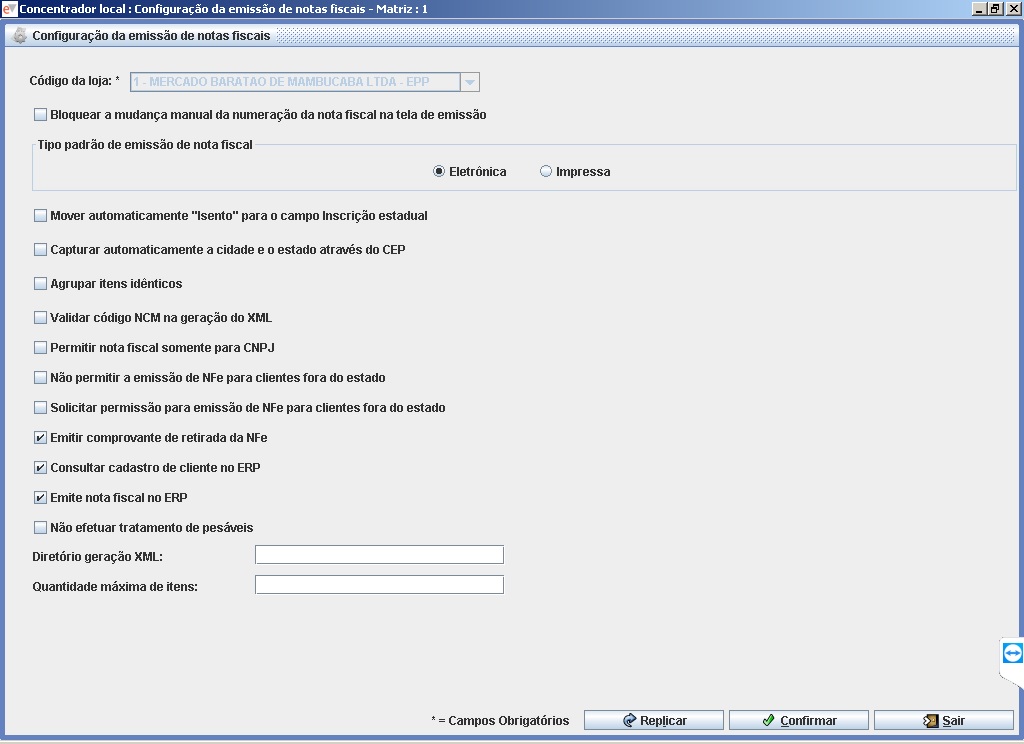 Concentrador local : Configuração da emissão de notas fiscais - Matriz : 1
Configuração da emissão de notas fiscais
Código da loja: * 1 - MERCADO BARATAO DE MAMBUCABA LTDA - EPP
Bloquear a mudança manual da numeração da nota fiscal na tela de emissão
Tipo padrão de emissão de nota fiscal
Eletrônica Impressa
Mover automaticamente "Isento" para o campo Inscrição estadual
Capturar automaticamente a cidade e o estado através do CEP
Agrupar itens idênticos
Validar código NCM na geração do XML
Permitir nota fiscal somente para CNPJ
Não permitir a emissão de NFe para clientes fora do estado
Solicitar permissão para emissão de NFe para clientes fora do estado
Emitir comprovante de retirada da NFe
Consultar cadastro de cliente no ERP
Emite nota fiscal no ERP
Não efetuar tratamento de pesáveis
Diretório geração XML:
Quantidade máxima de itens:
* = Campos Obrigatórios Replicar Confirmar Sair